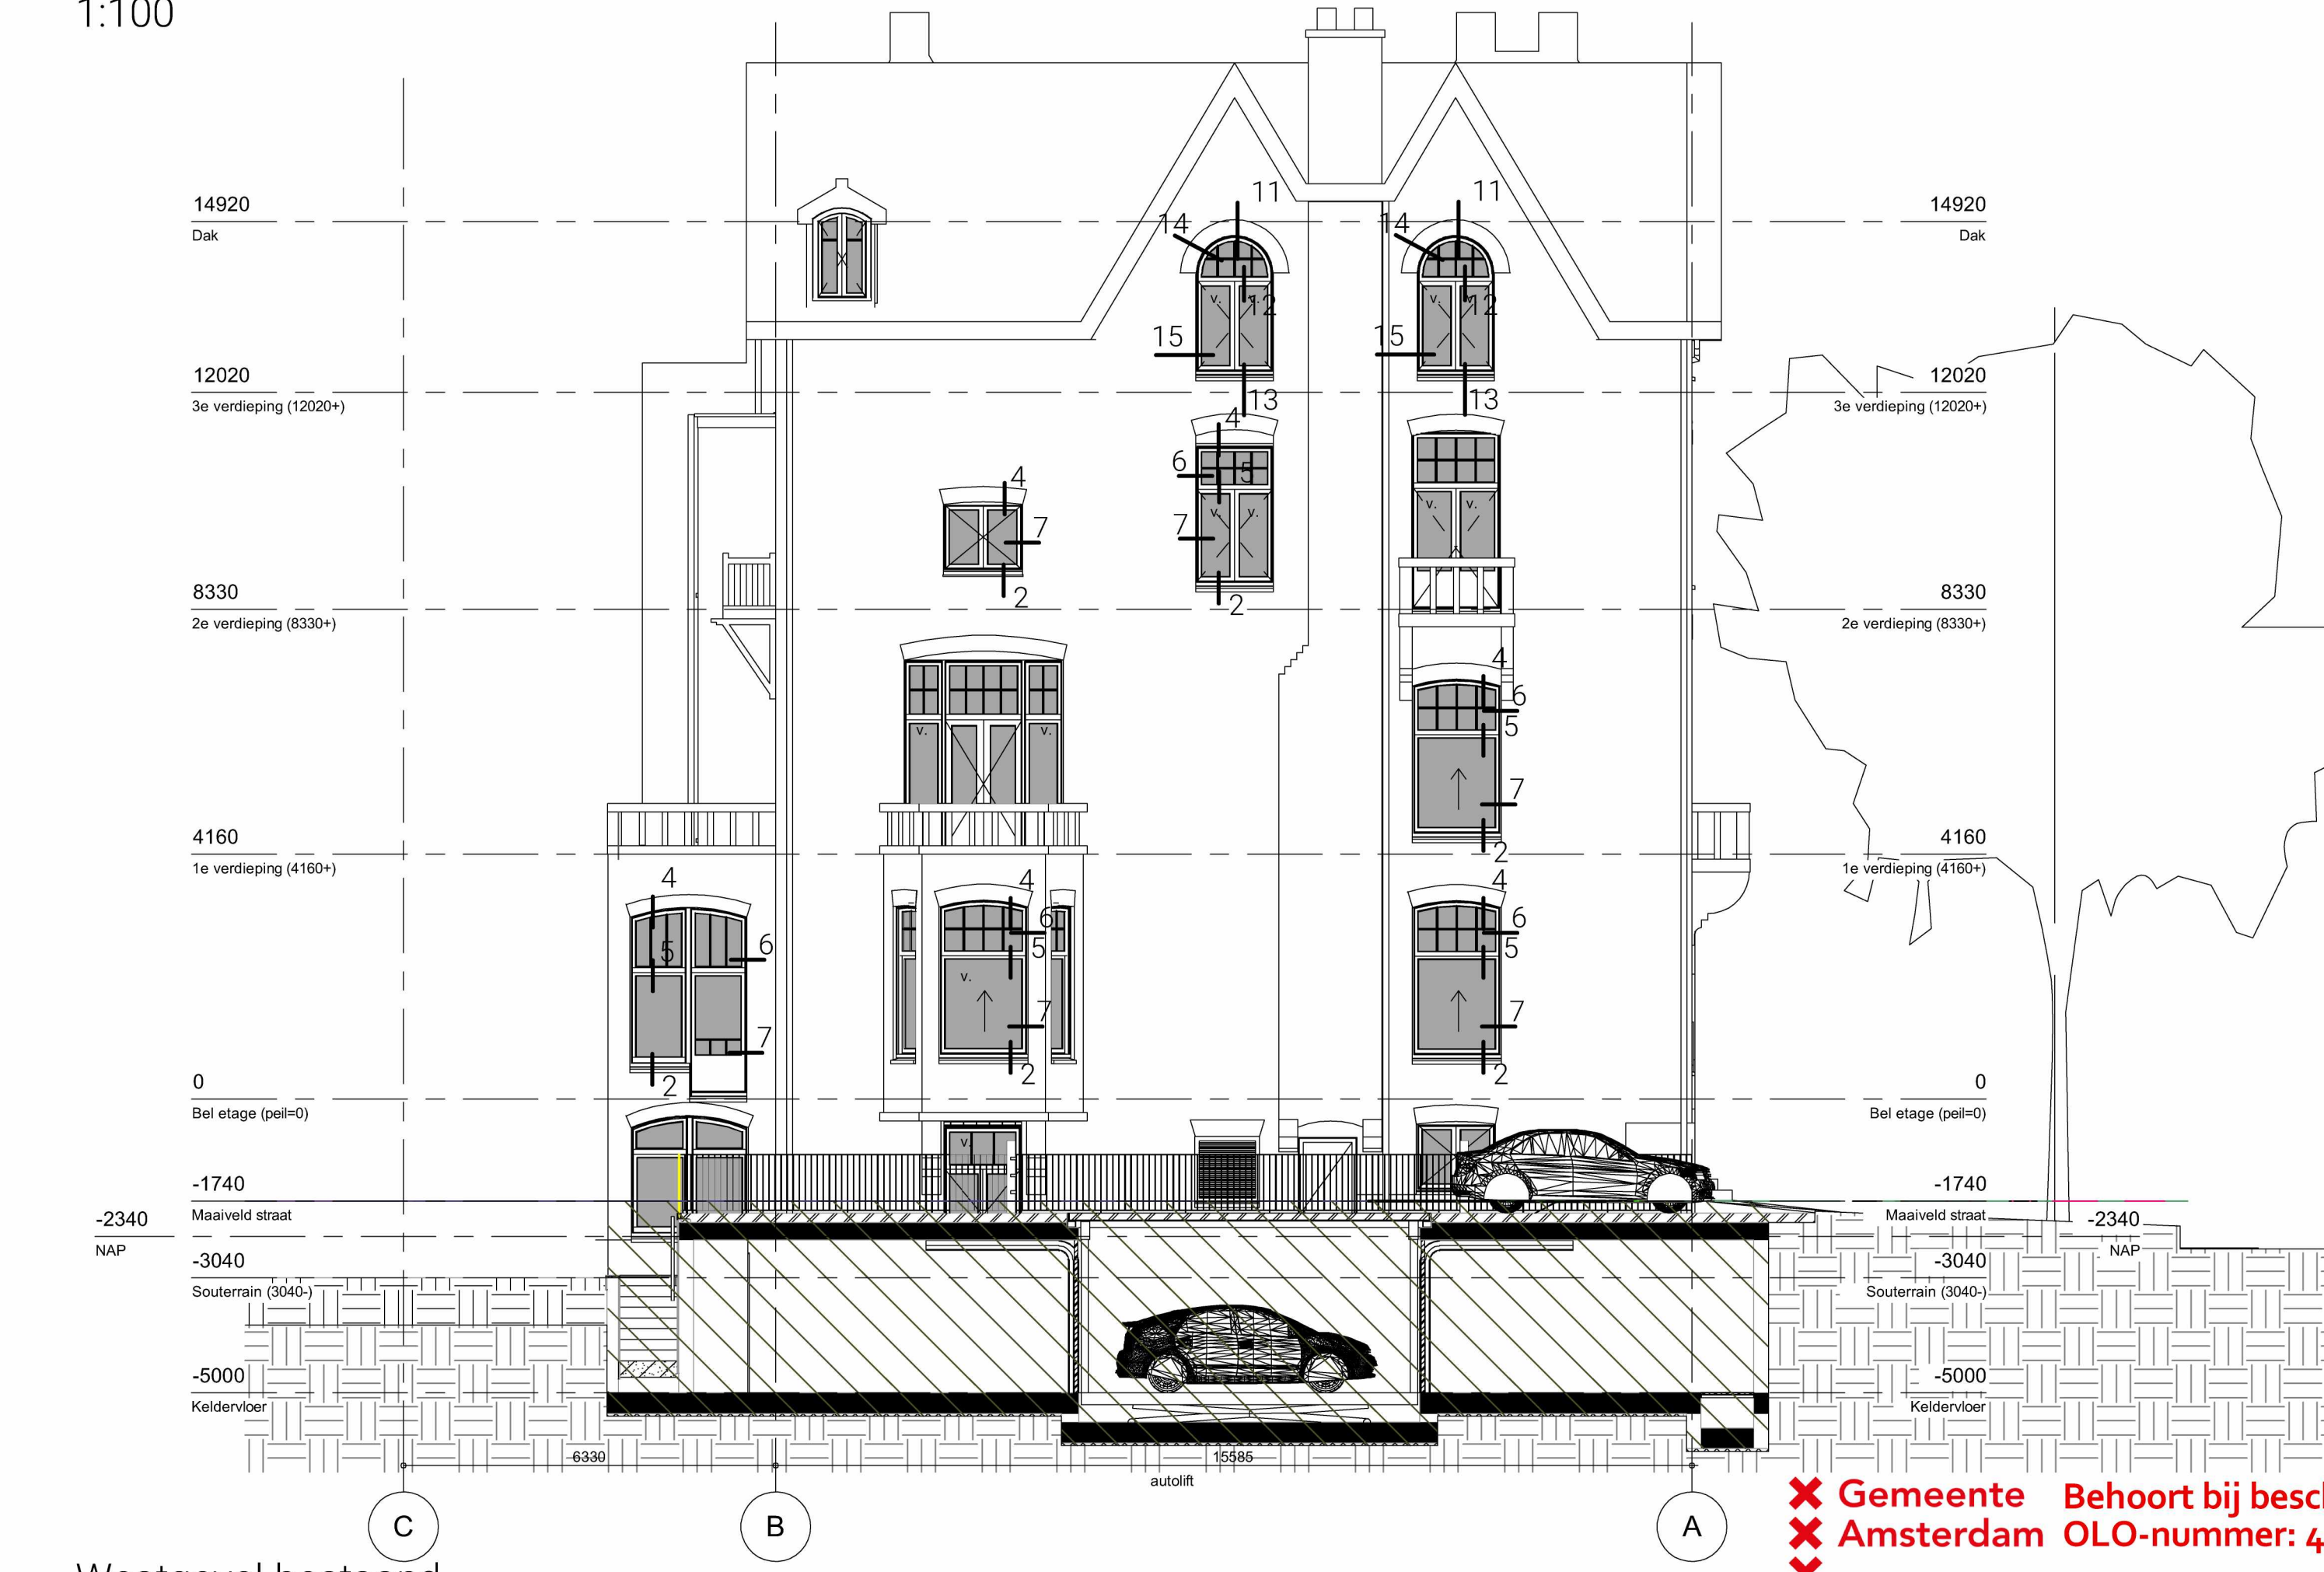 1:100
14920
Dak
14920
Dak
11
11
14
14
12
12
15
15
12020
3e verdieping (12020+)
12020
3e verdieping (12020+)
13
13
4
6
5
7
2
4
7
2
v.
v.
v.
v.
v.
v.
v.
8330
2e verdieping (8330+)
8330
2e verdieping (8330+)
4
6
5
7
2
v.
v.
4160
1e verdieping (4160+)
4160
1e verdieping (4160+)
4
5
6
7
2
4
6
5
v.
7
2
4
6
5
7
2
0
Bel etage (peil=0)
0
Bel etage (peil=0)
v.
-1740
Maaiveld straat
-1740
Maaiveld straat
-2340
NAP
-2340
NAP
-3040
Souterrain (3040-)
-3040
Souterrain (3040-)
-5000
Keldervloer
-5000
Keldervloer
6330
15585
autolift
C
B
A
Gemeente
Amsterdam
Behoort bij besc
OLO-nummer: 4
Westgevel bestaand